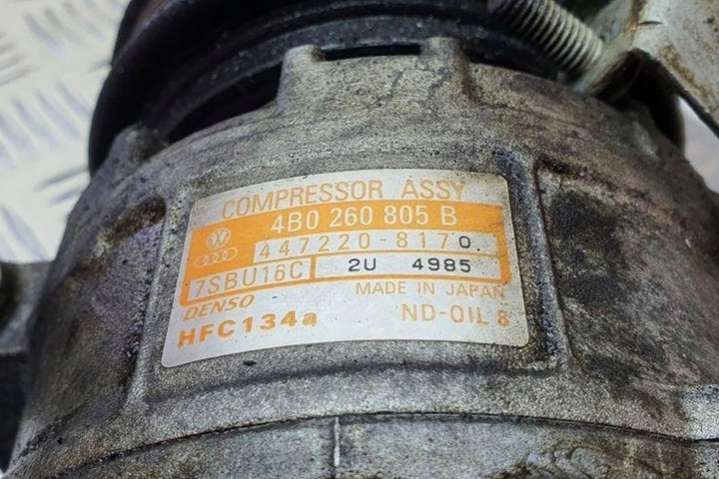 COMPRESSOR ASSY
4B0 260 805 B
447220-8170.
7SBU16C 2U 4985
DENSO MADE IN JAPAN
HFC134a ND-OIL 8